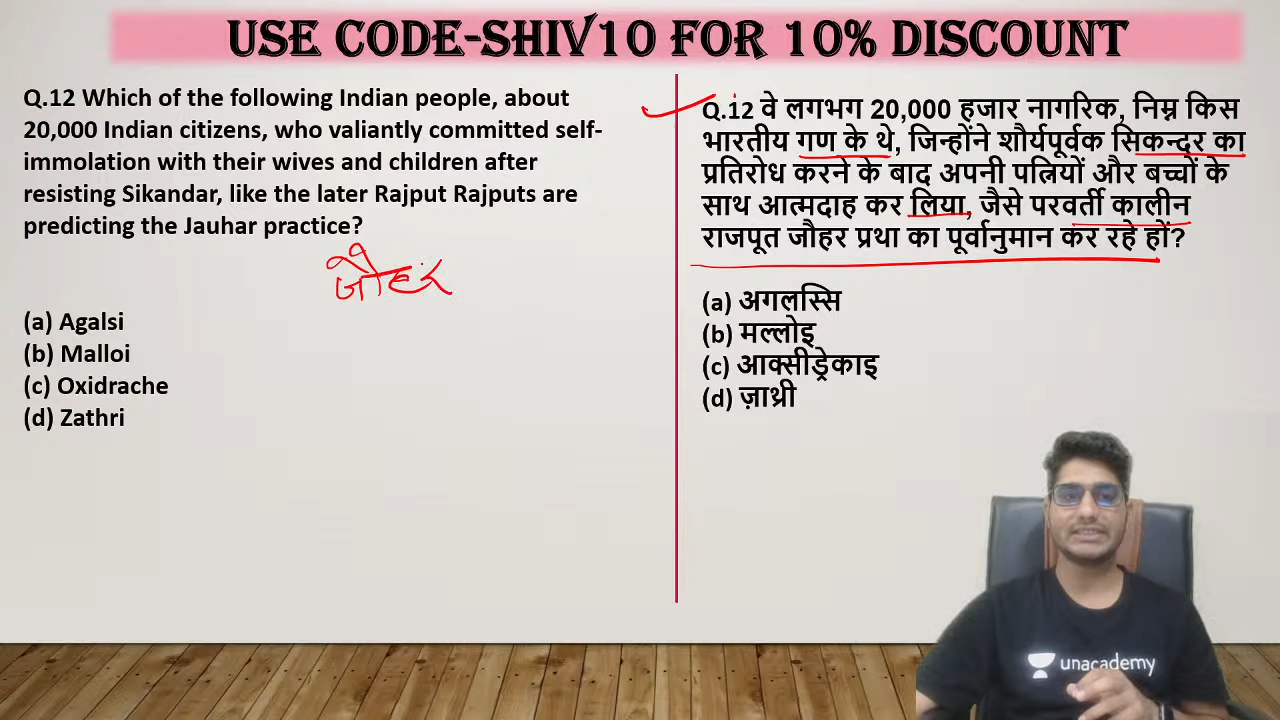 USE CODE-SHIV10 FOR 10% DISCOUNT
Q.12 Which of the following Indian people, about
20,000 Indian citizens, who valiantly committed self-
immolation with their wives and children after
resisting Sikandar, like the later Rajput Rajputs are
predicting the Jauhar practice?
जौहर
(a) Agalsi
(b) Malloi
(c) Oxidrache
(d) Zathri
Q.12 वे लगभग 20,000 हजार नागरिक, निम्न किस
भारतीय गण के थे, जिन्होंने शौर्यपूर्वक सिकन्दर का
प्रतिरोध करने के बाद अपनी पत्नियों और बच्चों के
साथ आत्मदाह कर लिया, जैसे परवर्ती कालीन
राजपूत जौहर प्रथा का पूर्वानुमान कर रहे हों?
(a) अगलस्सि
(b) मल्लोइ
(c) आक्सीड्रेकाइ
(d) ज़ाथ्री
unacademy